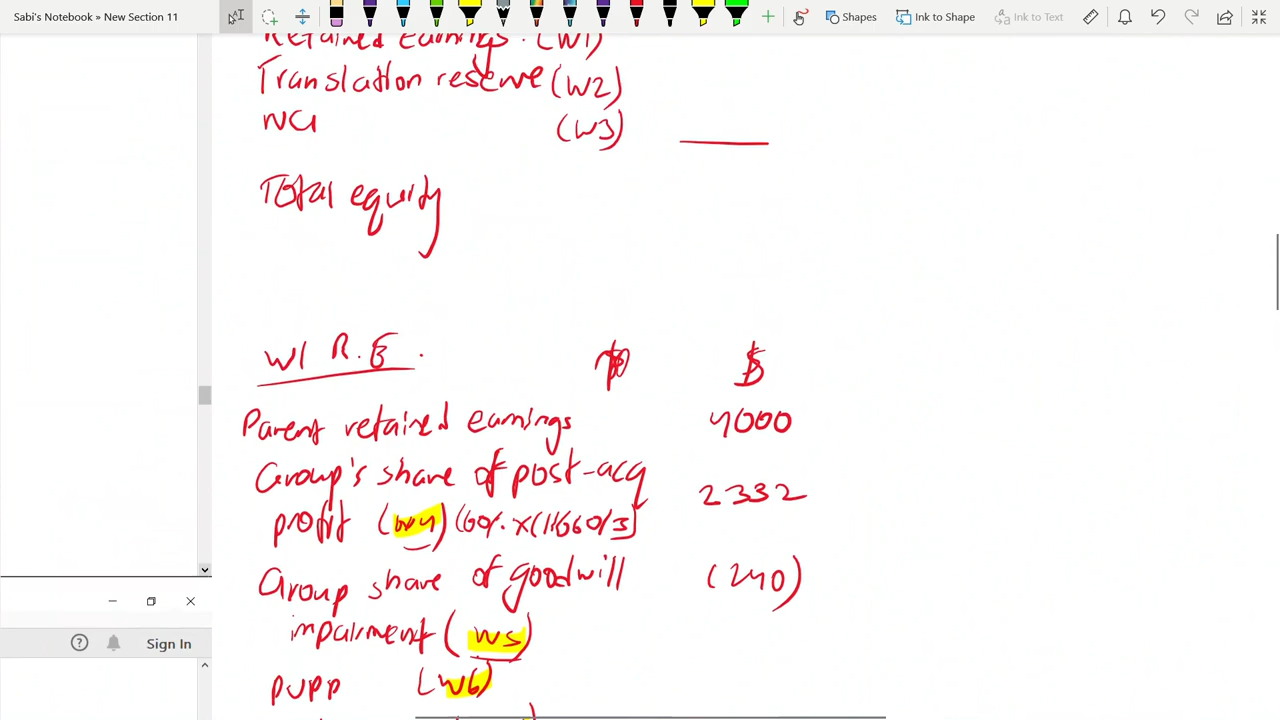 Sabi's Notebook » New Section 11
Shapes
Ink to Shape
Ink to Text
Retained earnings. (W1)
Translation reserve (W2)
NCI (W3)
Total equity
W1 R.E. $
Parent retained earnings 4000
Group's share of post-acq
profit (W4) (60%. x (11660/3) 2332
Group share of goodwill (240)
impairment (W5)
PUPP (W6)
Sign In